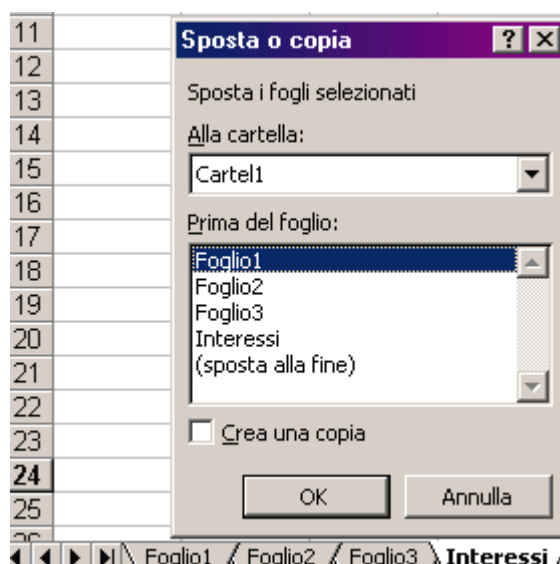 11
12
13
14
15
16
17
18
19
20
21
22
23
24
25
26
Sposta o copia
Sposta i fogli selezionati
Alla cartella:
Cartel1
Prima del foglio:
Foglio1
Foglio2
Foglio3
Interessi
(sposta alla fine)
Crea una copia
OK Annulla
Foglio1 Foglio2 Foglio3 Interessi